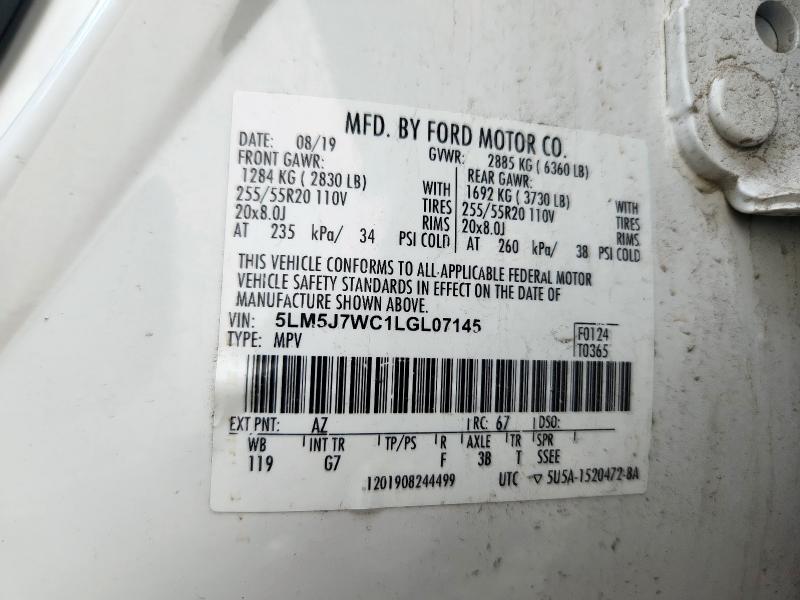 MFD. BY FORD MOTOR CO.
DATE: 08/19 GVWR: 2885 KG ( 6360 LB)
FRONT GAWR: REAR GAWR:
1284 KG ( 2830 LB) WITH 1692 KG ( 3730 LB) WITH
255/55R20 110V TIRES 255/55R20 110V TIRES
20x8.0J RIMS 20x8.0J RIMS
AT 235 kPa/ 34 PSI COLD AT 260 kPa/ 38 PSI COLD
THIS VEHICLE CONFORMS TO ALL APPLICABLE FEDERAL MOTOR
VEHICLE SAFETY STANDARDS IN EFFECT ON THE DATE OF
MANUFACTURE SHOWN ABOVE.
VIN: 5LM5J7WC1LGL07145 F0124
TYPE: MPV T0365
EXT PNT: AZ RC: 67 DSO:
WB INT TR TP/PS R AXLE TR SPR
119 G7 F 3B T SSEE
1201908244499 UTC ▽ 5U5A-1520472-BA